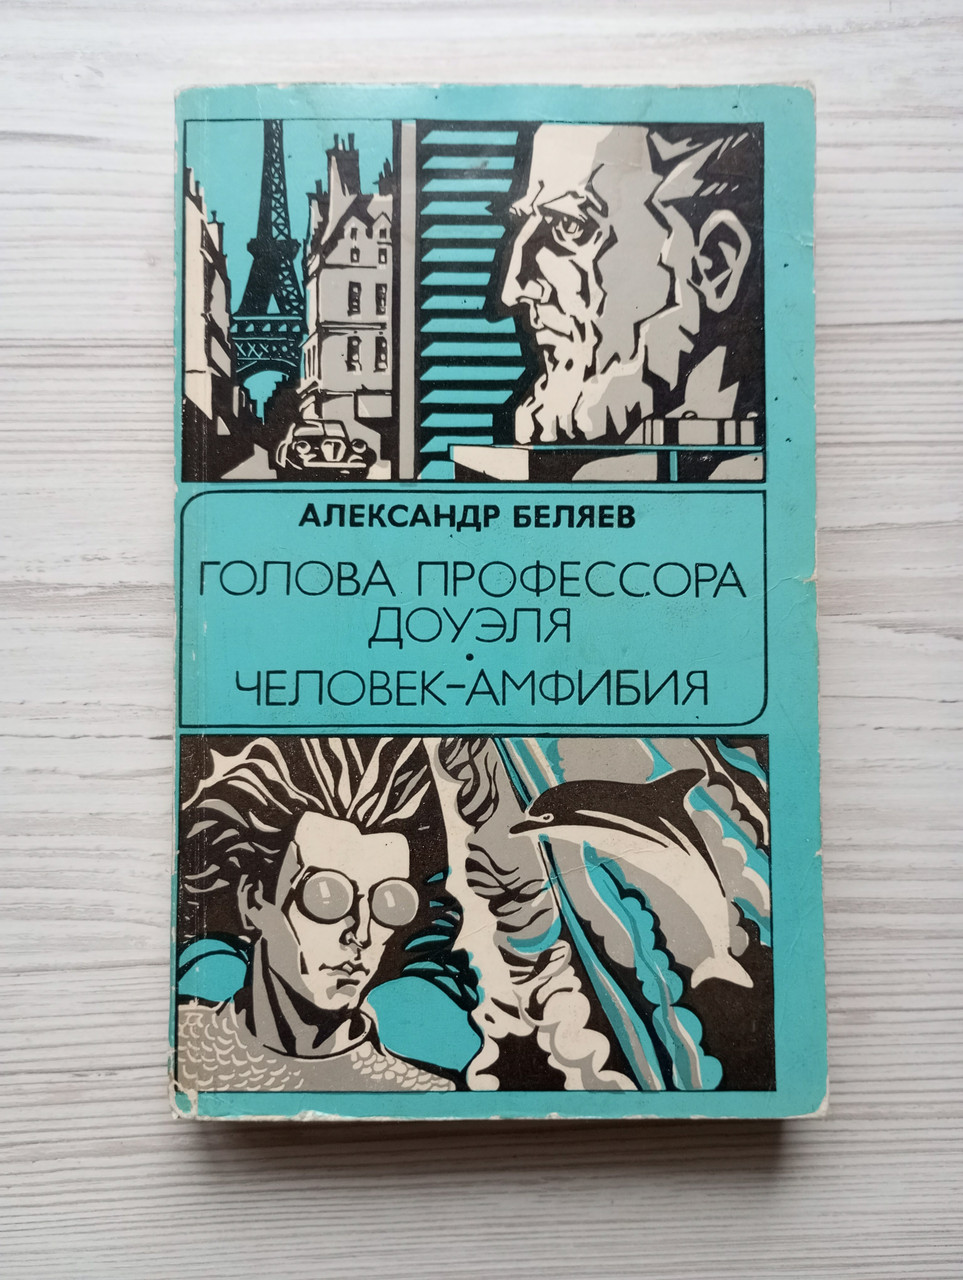 АЛЕКСАНДР БЕЛЯЕВ
ГОЛОВА ПРОФЕССОРА
ДОУЭЛЯ
•
ЧЕЛОВЕК-АМФИБИЯ